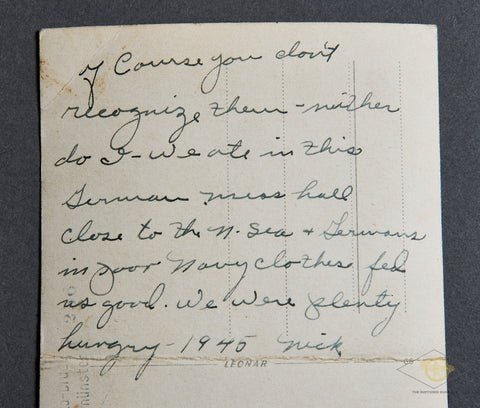 of Course you don't
recognize them - neither
do I - We ate in this
German mess hall
close to the N. Sea & Germans
in poor Navy clothes fed
us good. We were plenty
hungry - 1945 Nick
LEONAR